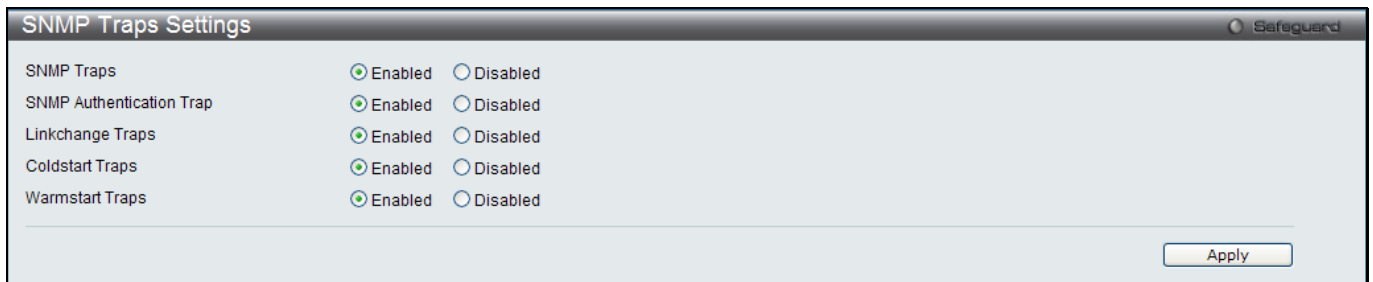 SNMP Traps Settings
Safeguard
SNMP Traps Enabled Disabled
SNMP Authentication Trap Enabled Disabled
Linkchange Traps Enabled Disabled
Coldstart Traps Enabled Disabled
Warmstart Traps Enabled Disabled
Apply